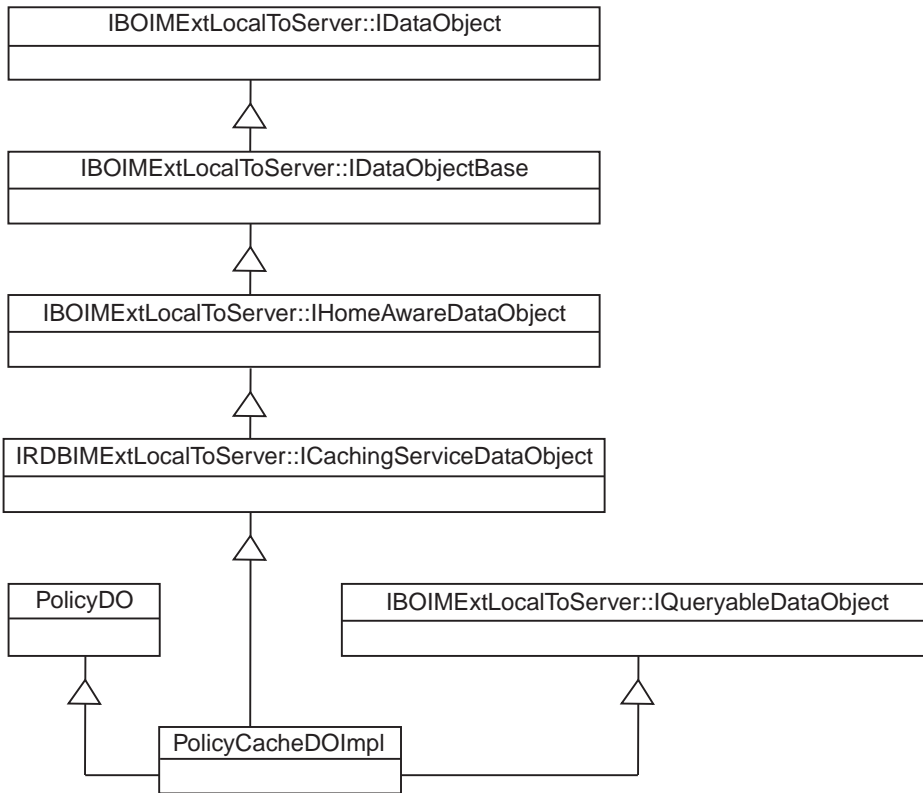 IBOIMExtLocalToServer::IDataObject
IBOIMExtLocalToServer::IDataObjectBase
IBOIMExtLocalToServer::IHomeAwareDataObject
IRDBIMExtLocalToServer::ICachingServiceDataObject
PolicyDO
IBOIMExtLocalToServer::IQueryableDataObject
PolicyCacheDOImpl